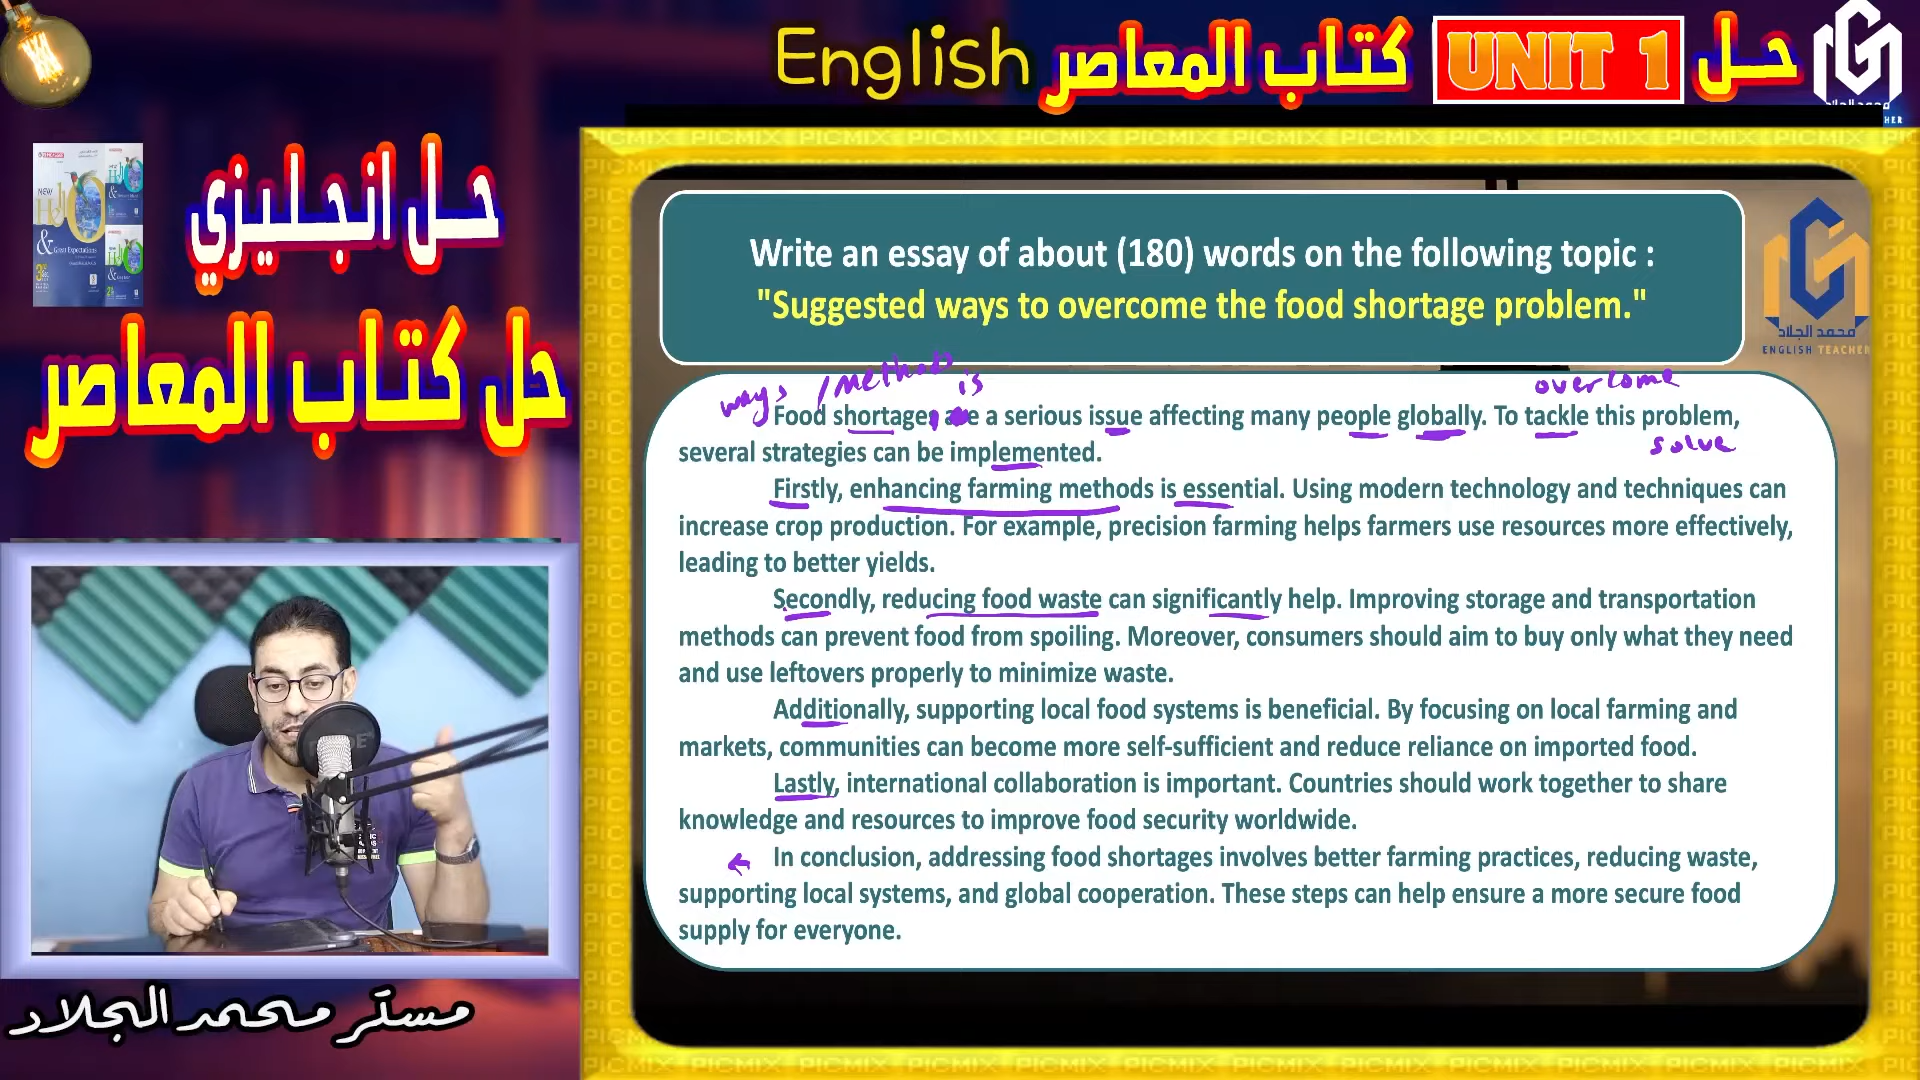 حل UNIT 1 كتاب المعاصر English
محمد الجلاد
حل انجليزي
حل كتاب المعاصر
NEW
& Great Expectations
Write an essay of about (180) words on the following topic :
"Suggested ways to overcome the food shortage problem."
محمد الجلاد
ENGLISH TEACHER
ways / methods is overcome
Food shortage, are a serious issue affecting many people globally. To tackle this problem,
solve
several strategies can be implemented.
Firstly, enhancing farming methods is essential. Using modern technology and techniques can
increase crop production. For example, precision farming helps farmers use resources more effectively,
leading to better yields.
Secondly, reducing food waste can significantly help. Improving storage and transportation
methods can prevent food from spoiling. Moreover, consumers should aim to buy only what they need
and use leftovers properly to minimize waste.
Additionally, supporting local food systems is beneficial. By focusing on local farming and
markets, communities can become more self-sufficient and reduce reliance on imported food.
Lastly, international collaboration is important. Countries should work together to share
knowledge and resources to improve food security worldwide.
In conclusion, addressing food shortages involves better farming practices, reducing waste,
supporting local systems, and global cooperation. These steps can help ensure a more secure food
supply for everyone.
مستر محمد الجلاد